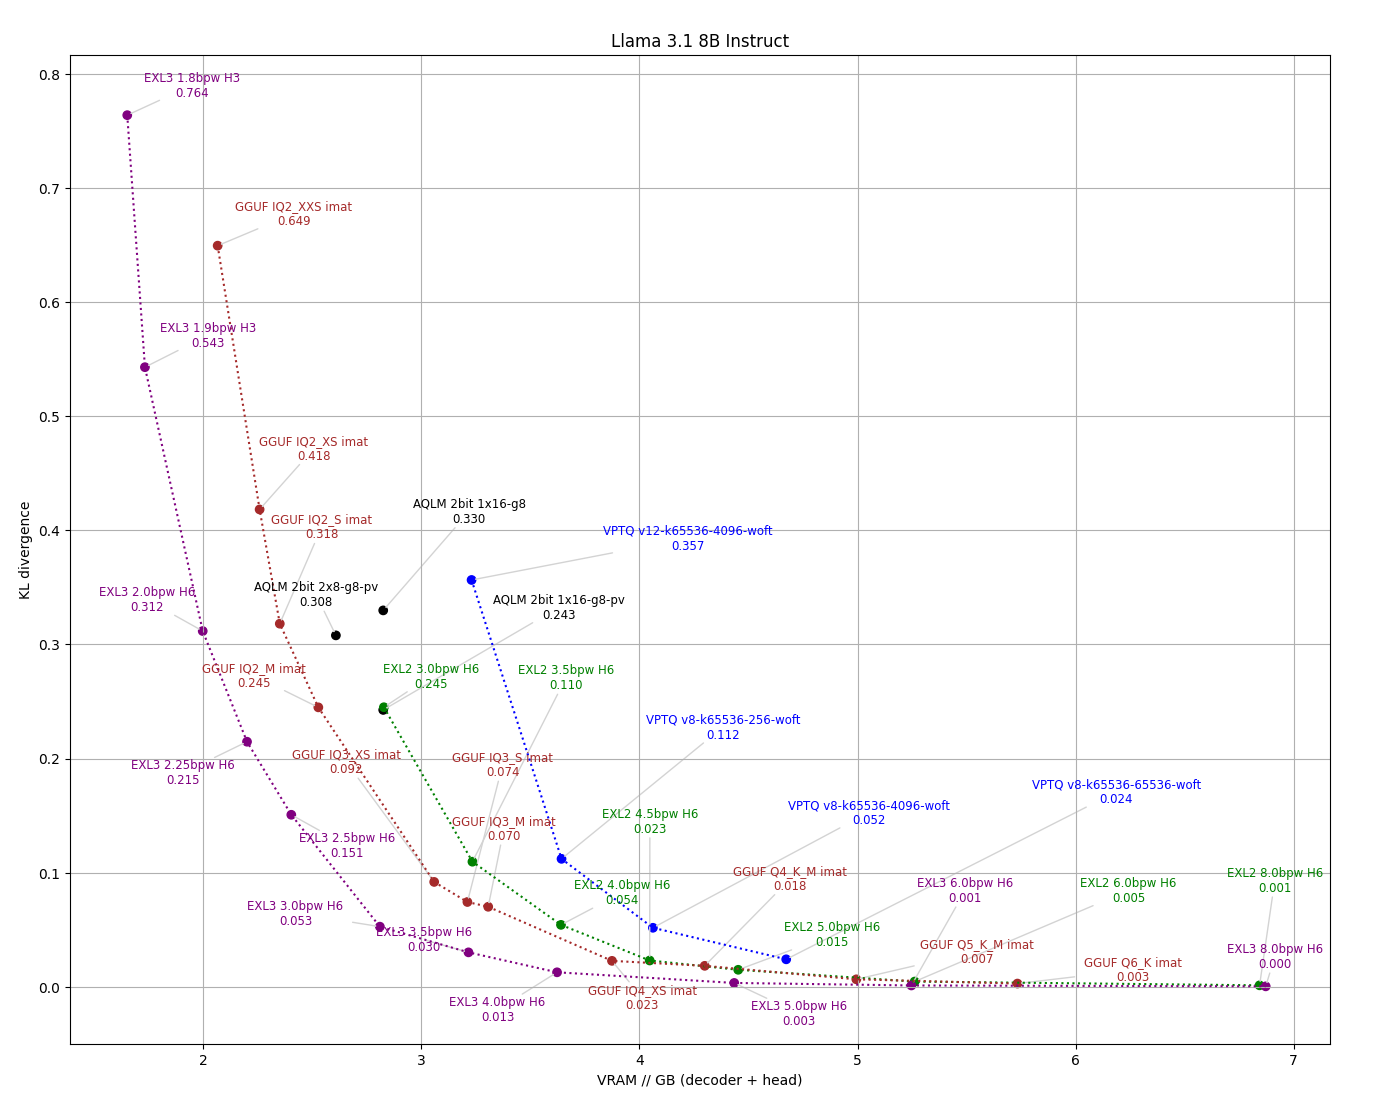 Llama 3.1 8B Instruct
0.8
0.7
0.6
0.5
0.4
0.3
0.2
0.1
0.0
KL divergence
EXL3 1.8bpw H3
0.764
GGUF IQ2_XXS imat
0.649
EXL3 1.9bpw H3
0.543
GGUF IQ2_XS imat
0.418
AQLM 2bit 1x16-g8
0.330
GGUF IQ2_S imat
0.318
VPTQ v12-k65536-4096-woft
0.357
EXL3 2.0bpw H6
0.312
AQLM 2bit 2x8-g8-pv
0.308
AQLM 2bit 1x16-g8-pv
0.243
GGUF IQ2_M imat
0.245
EXL2 3.0bpw H6
0.245
EXL2 3.5bpw H6
0.110
VPTQ v8-k65536-256-woft
0.112
EXL3 2.25bpw H6
0.215
GGUF IQ3_XS imat
0.092
GGUF IQ3_S imat
0.074
VPTQ v8-k65536-65536-woft
0.024
VPTQ v8-k65536-4096-woft
0.052
EXL2 4.5bpw H6
0.023
GGUF IQ3_M imat
0.070
EXL3 2.5bpw H6
0.151
GGUF Q4_K_M imat
0.018
EXL2 8.0bpw H6
0.001
EXL2 4.0bpw H6
0.054
EXL3 6.0bpw H6
0.001
EXL2 6.0bpw H6
0.005
EXL3 3.0bpw H6
0.053
EXL3 3.5bpw H6
0.030
EXL2 5.0bpw H6
0.015
GGUF Q5_K_M imat
0.007
GGUF Q6_K imat
0.003
EXL3 8.0bpw H6
0.000
EXL3 4.0bpw H6
0.013
GGUF IQ4_XS imat
0.023
EXL3 5.0bpw H6
0.003
2
3
4
5
6
7
VRAM // GB (decoder + head)